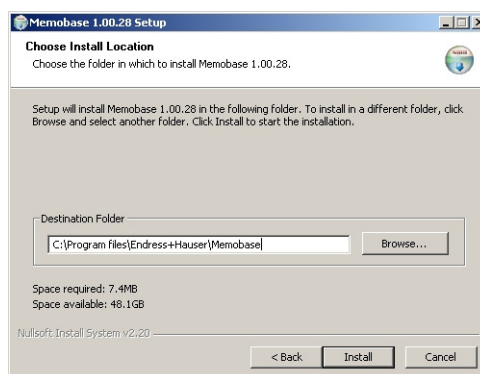 Memobase 1.00.28 Setup
Choose Install Location
Choose the folder in which to install Memobase 1.00.28.
Setup will install Memobase 1.00.28 in the following folder. To install in a different folder, click
Browse and select another folder. Click Install to start the installation.
Destination Folder
C:\Program files\Endress+Hauser\Memobase
Browse...
Space required: 7.4MB
Space available: 48.1GB
Nullsoft Install System v2.20
< Back Install Cancel